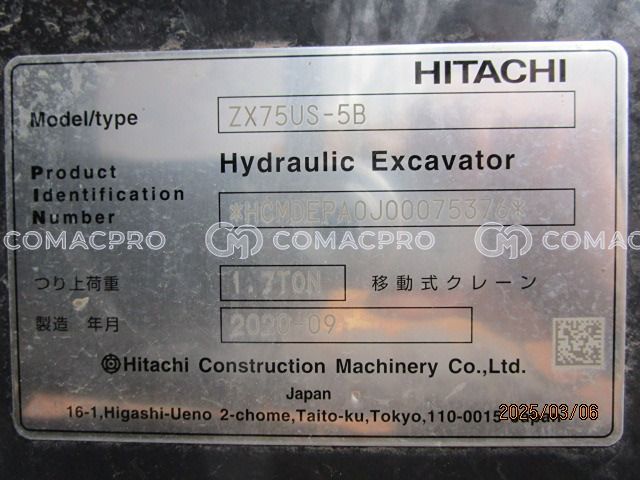 HITACHI
Model/type ZX75US-5B
Product Hydraulic Excavator
Identification
Number *HCMDEPA0J00075376*
COMACPRO COMACPRO COMACPRO
つり上荷重 1.7TON 移動式クレーン
製造 年月 2020-09
Hitachi Construction Machinery Co.,Ltd.
Japan
16-1,Higashi-Ueno 2-chome,Taito-ku,Tokyo,110-0015 Japan
2025/03/06